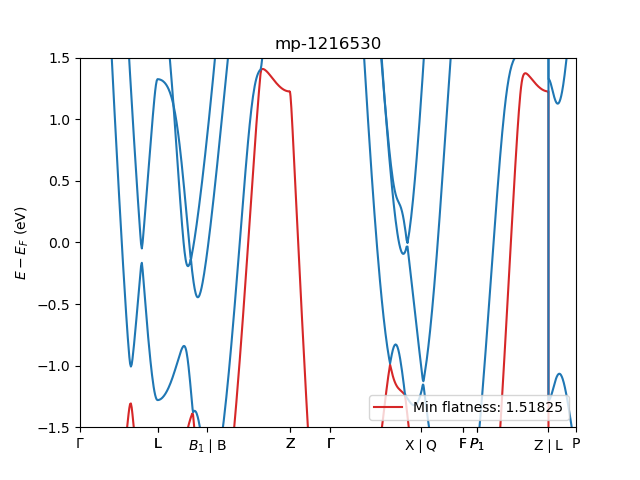 mp-1216530
1.5
1.0
0.5
0.0
−0.5
−1.0
−1.5
E − E_F (eV)
Min flatness: 1.51825
Γ L B₁ | B Z Γ X | Q F P₁ Z | L P